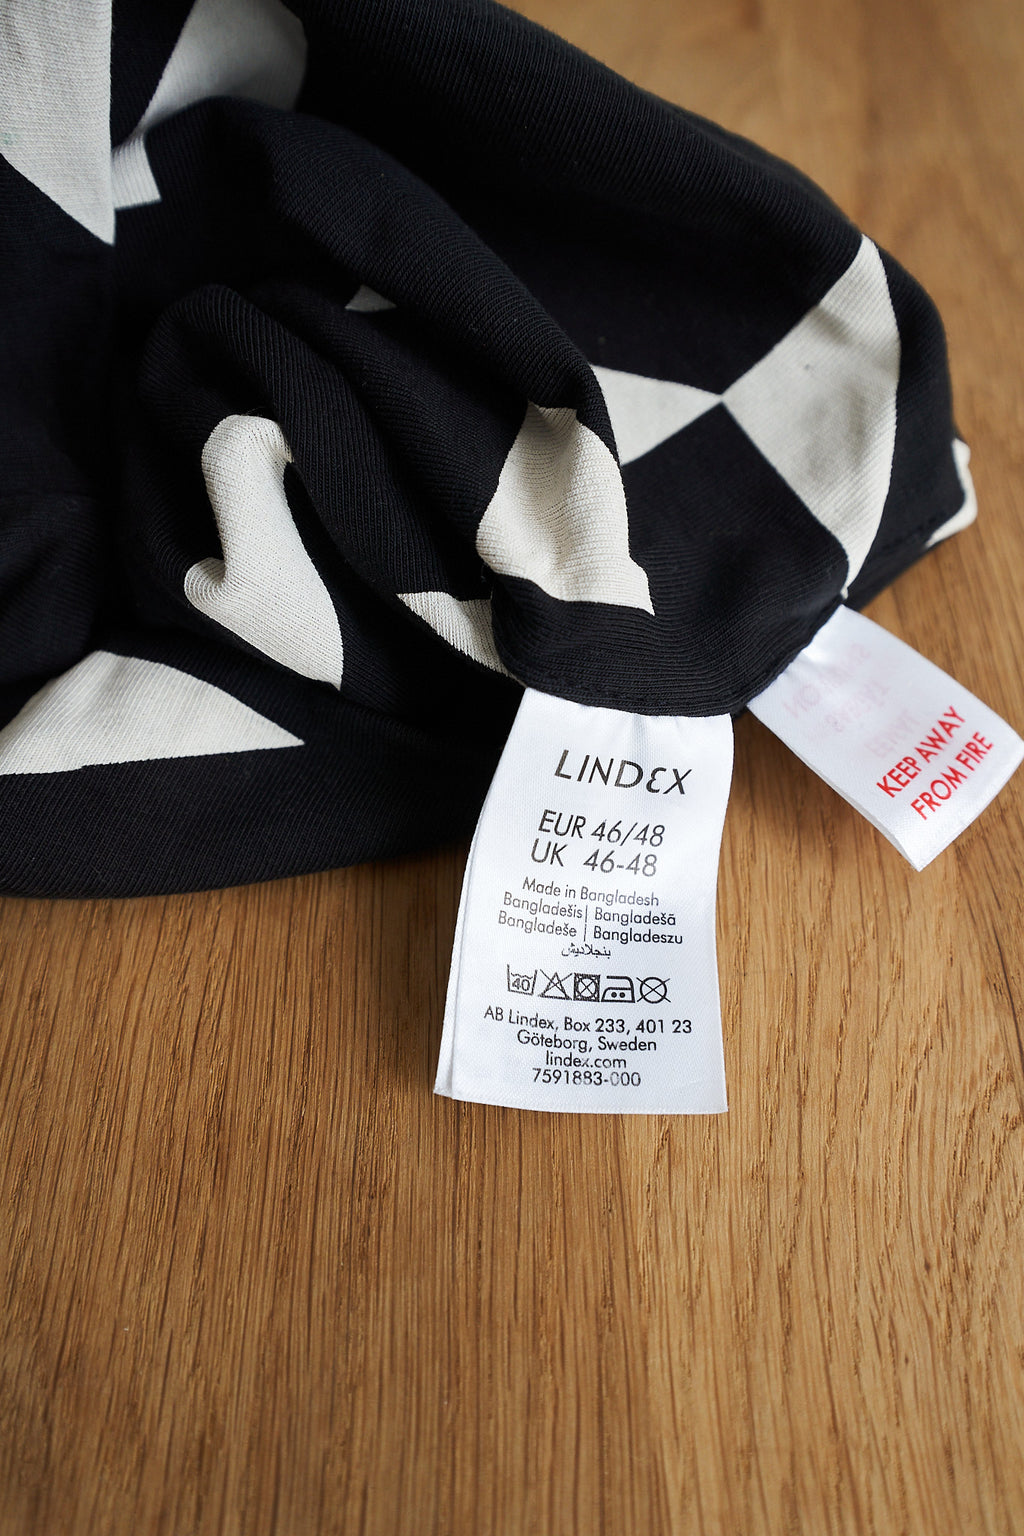 LINDEX
EUR 46/48
UK 46-48
Made in Bangladesh
Bangladešis | Bangladešā
Bangladeše | Bangladeszu
بنجلاديش
40
AB Lindex, Box 233, 401 23
Göteborg, Sweden
lindex.com
7591883-000
KEEP AWAY
FROM FIRE